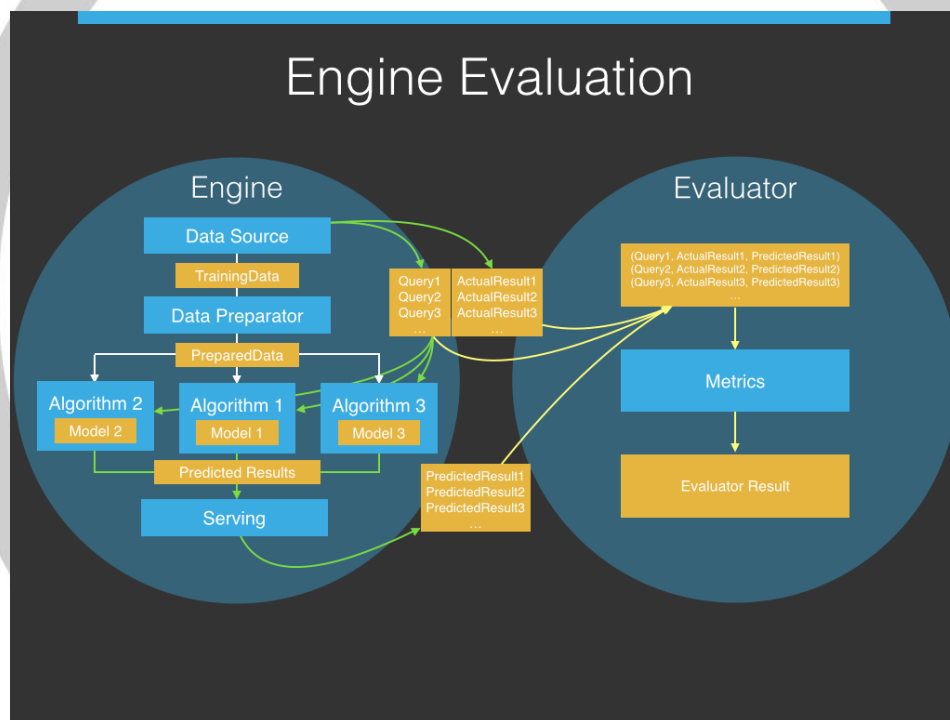 Engine Evaluation
Engine
Data Source
TrainingData
Data Preparator
PreparedData
Algorithm 2
Model 2
Algorithm 1
Model 1
Algorithm 3
Model 3
Predicted Results
Serving
Query1
Query2
Query3
...
ActualResult1
ActualResult2
ActualResult3
...
PredictedResult1
PredictedResult2
PredictedResult3
...
Evaluator
(Query1, ActualResult1, PredictedResult1)
(Query2, ActualResult2, PredictedResult2)
(Query3, ActualResult3, PredictedResult3)
...
Metrics
Evaluator Result